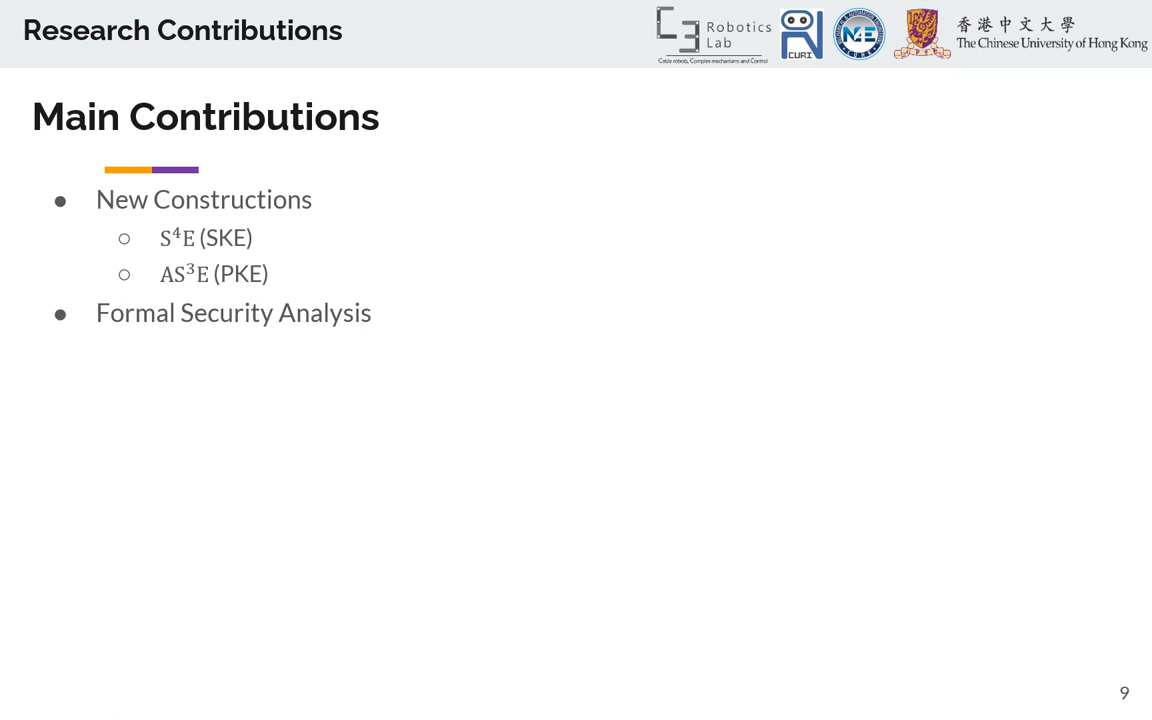 Research Contributions
Robotics
Lab
Cable robots, Complex mechanisms and Control
CURI
香港中文大學
The Chinese University of Hong Kong
Main Contributions
● New Constructions
○ S⁴E (SKE)
○ AS³E (PKE)
● Formal Security Analysis
9